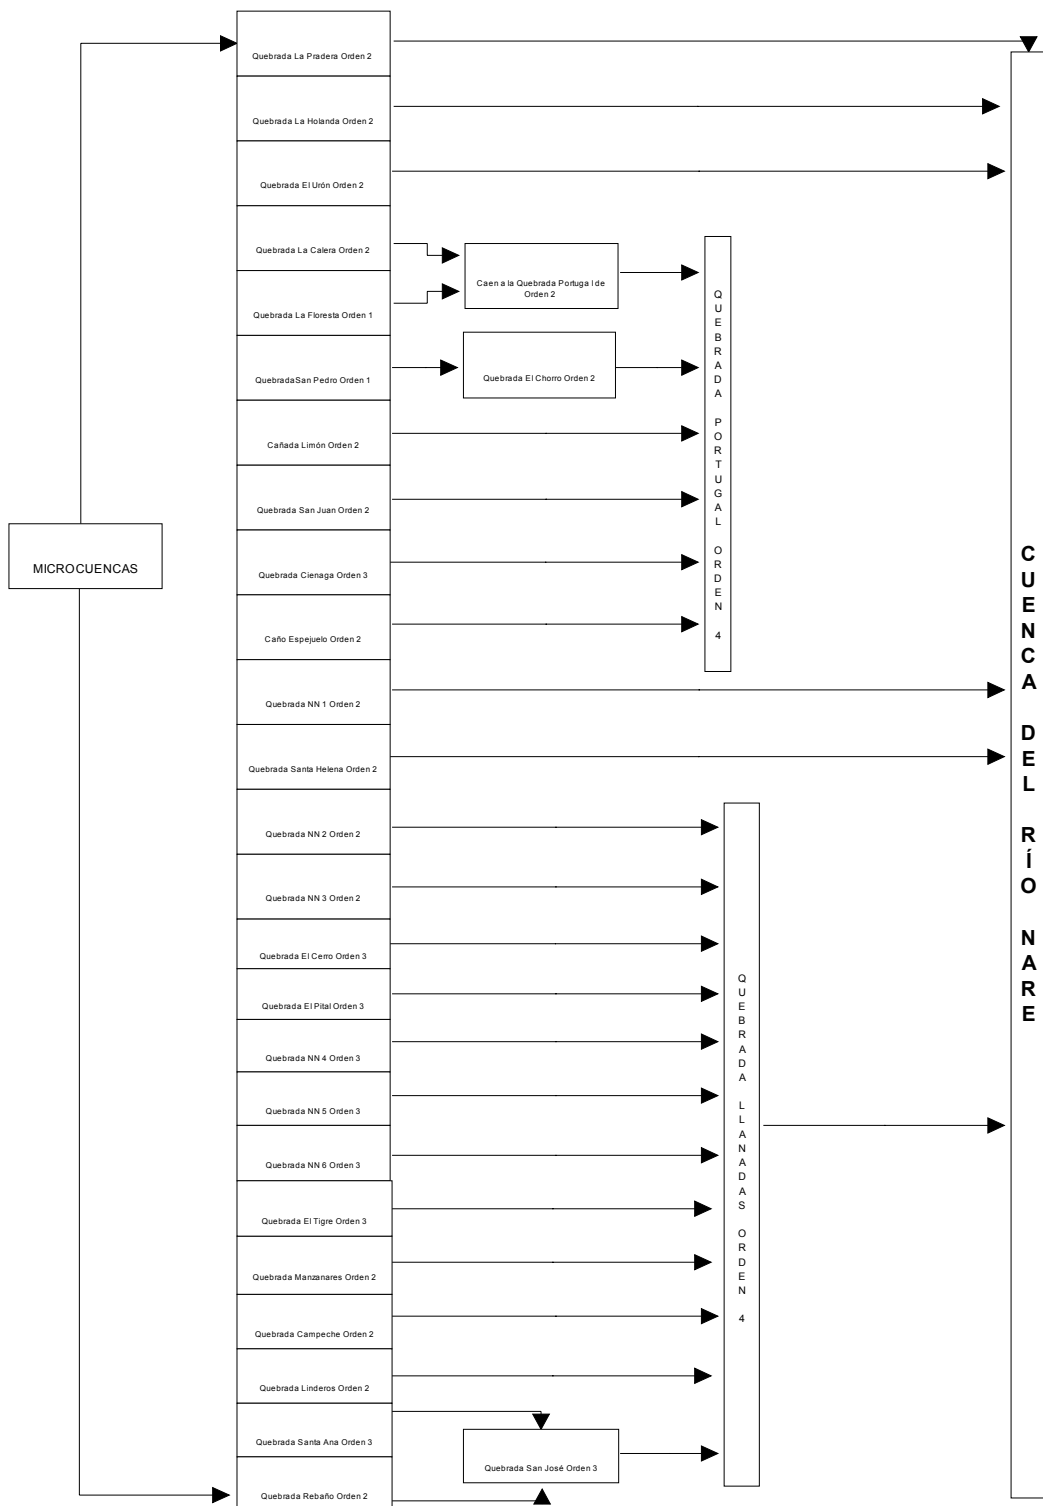 MICROCUENCAS
Quebrada La Pradera Orden 2
Quebrada La Holanda Orden 2
Quebrada El Urón Orden 2
Quebrada La Calera Orden 2
Quebrada La Floresta Orden 1
QuebradaSan Pedro Orden 1
Cañada Limón Orden 2
Quebrada San Juan Orden 2
Quebrada Cienaga Orden 3
Caño Espejuelo Orden 2
Quebrada NN 1 Orden 2
Quebrada Santa Helena Orden 2
Quebrada NN 2 Orden 2
Quebrada NN 3 Orden 2
Quebrada El Cerro Orden 3
Quebrada El Pital Orden 3
Quebrada NN 4 Orden 3
Quebrada NN 5 Orden 3
Quebrada NN 6 Orden 3
Quebrada El Tigre Orden 3
Quebrada Manzanares Orden 2
Quebrada Campeche Orden 2
Quebrada Linderos Orden 2
Quebrada Santa Ana Orden 3
Quebrada Rebaño Orden 2
Caen a la Quebrada Portuga l de
Orden 2
Quebrada El Chorro Orden 2
Quebrada San José Orden 3
QUEBRADA PORTUGAL ORDEN 4
QUEBRADA LLANADAS ORDEN 4
CUENCA DEL RÍO NARE